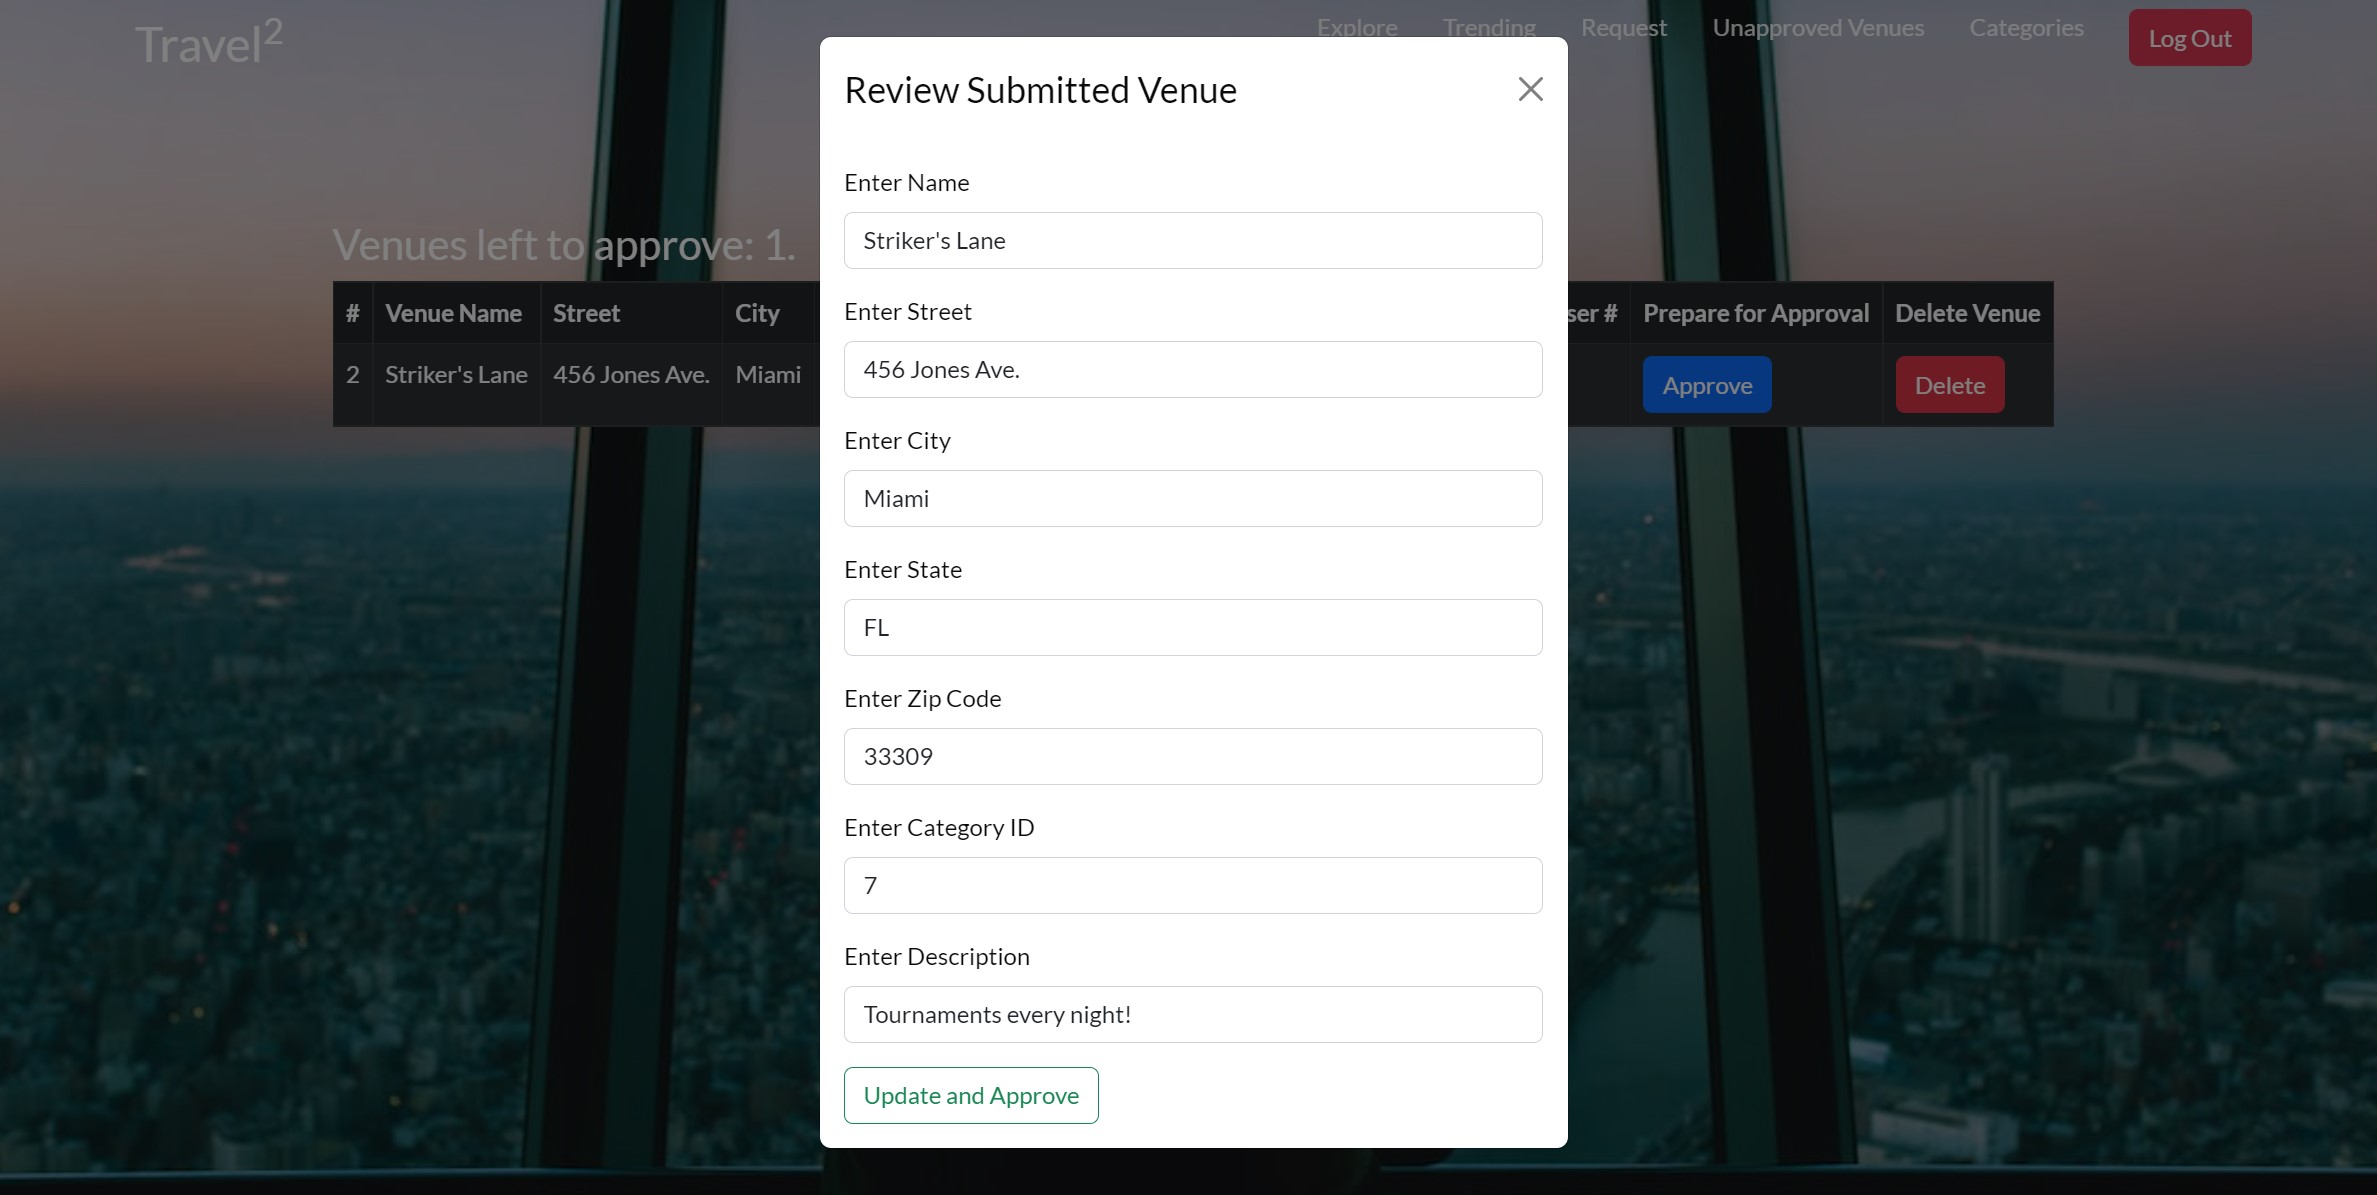 Travel²
Explore Trending Request Unapproved Venues Categories Log Out
Review Submitted Venue
Enter Name
Striker's Lane
Enter Street
456 Jones Ave.
Enter City
Miami
Enter State
FL
Enter Zip Code
33309
Enter Category ID
7
Enter Description
Tournaments every night!
Update and Approve
Venues left to approve: 1.
# Venue Name Street City ser # Prepare for Approval Delete Venue
2 Striker's Lane 456 Jones Ave. Miami Approve Delete